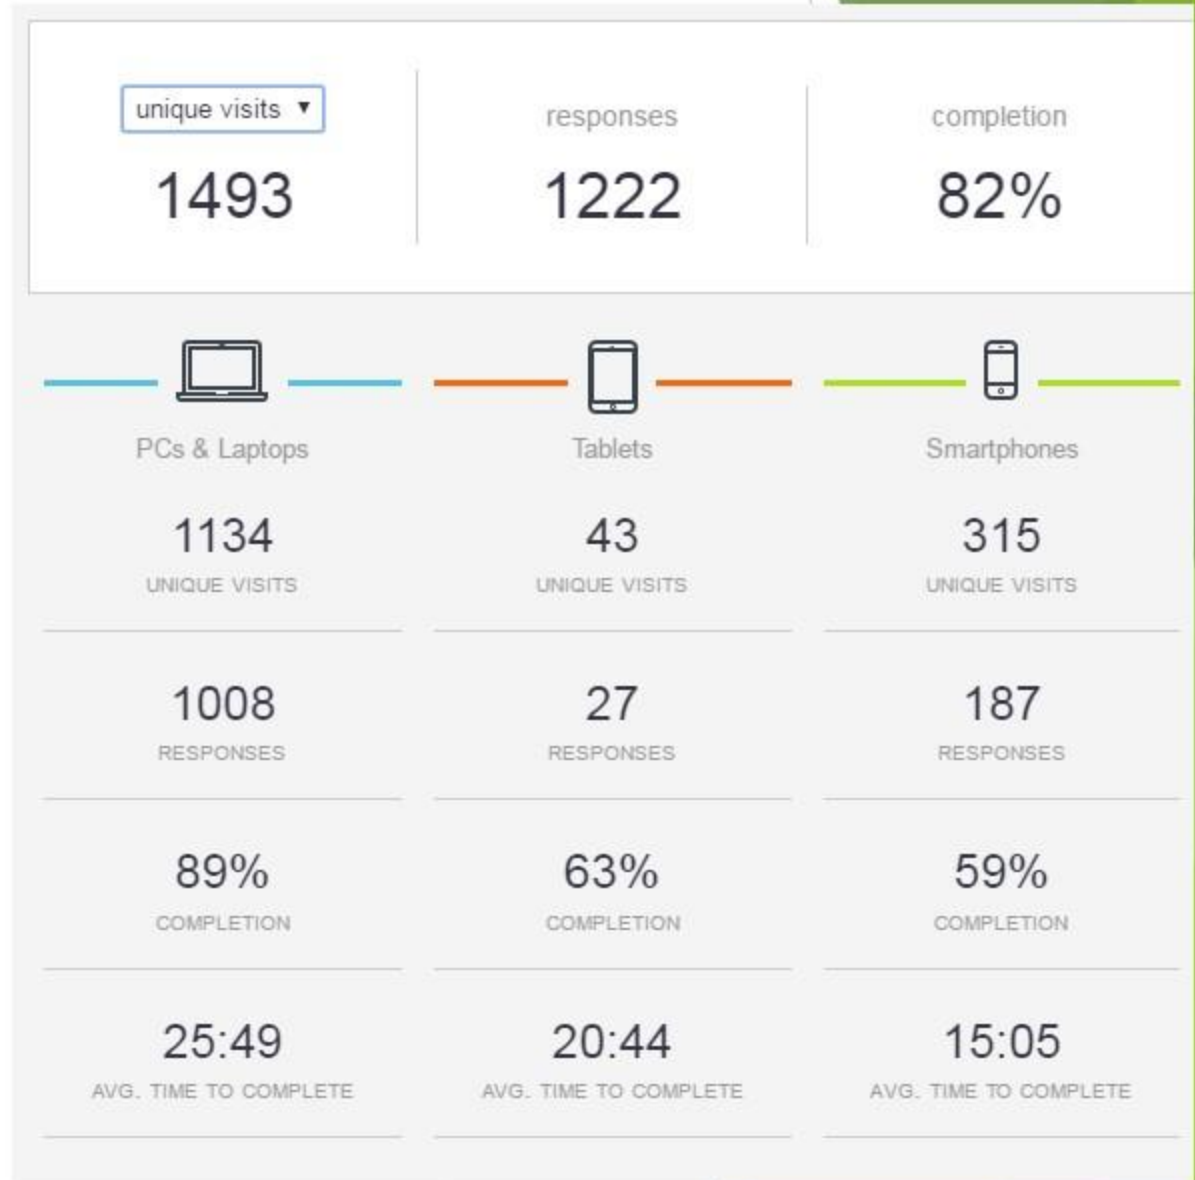 unique visits ▼
responses
completion
1493
1222
82%
PCs & Laptops
Tablets
Smartphones
1134
43
315
UNIQUE VISITS
UNIQUE VISITS
UNIQUE VISITS
1008
27
187
RESPONSES
RESPONSES
RESPONSES
89%
63%
59%
COMPLETION
COMPLETION
COMPLETION
25:49
20:44
15:05
AVG. TIME TO COMPLETE
AVG. TIME TO COMPLETE
AVG. TIME TO COMPLETE